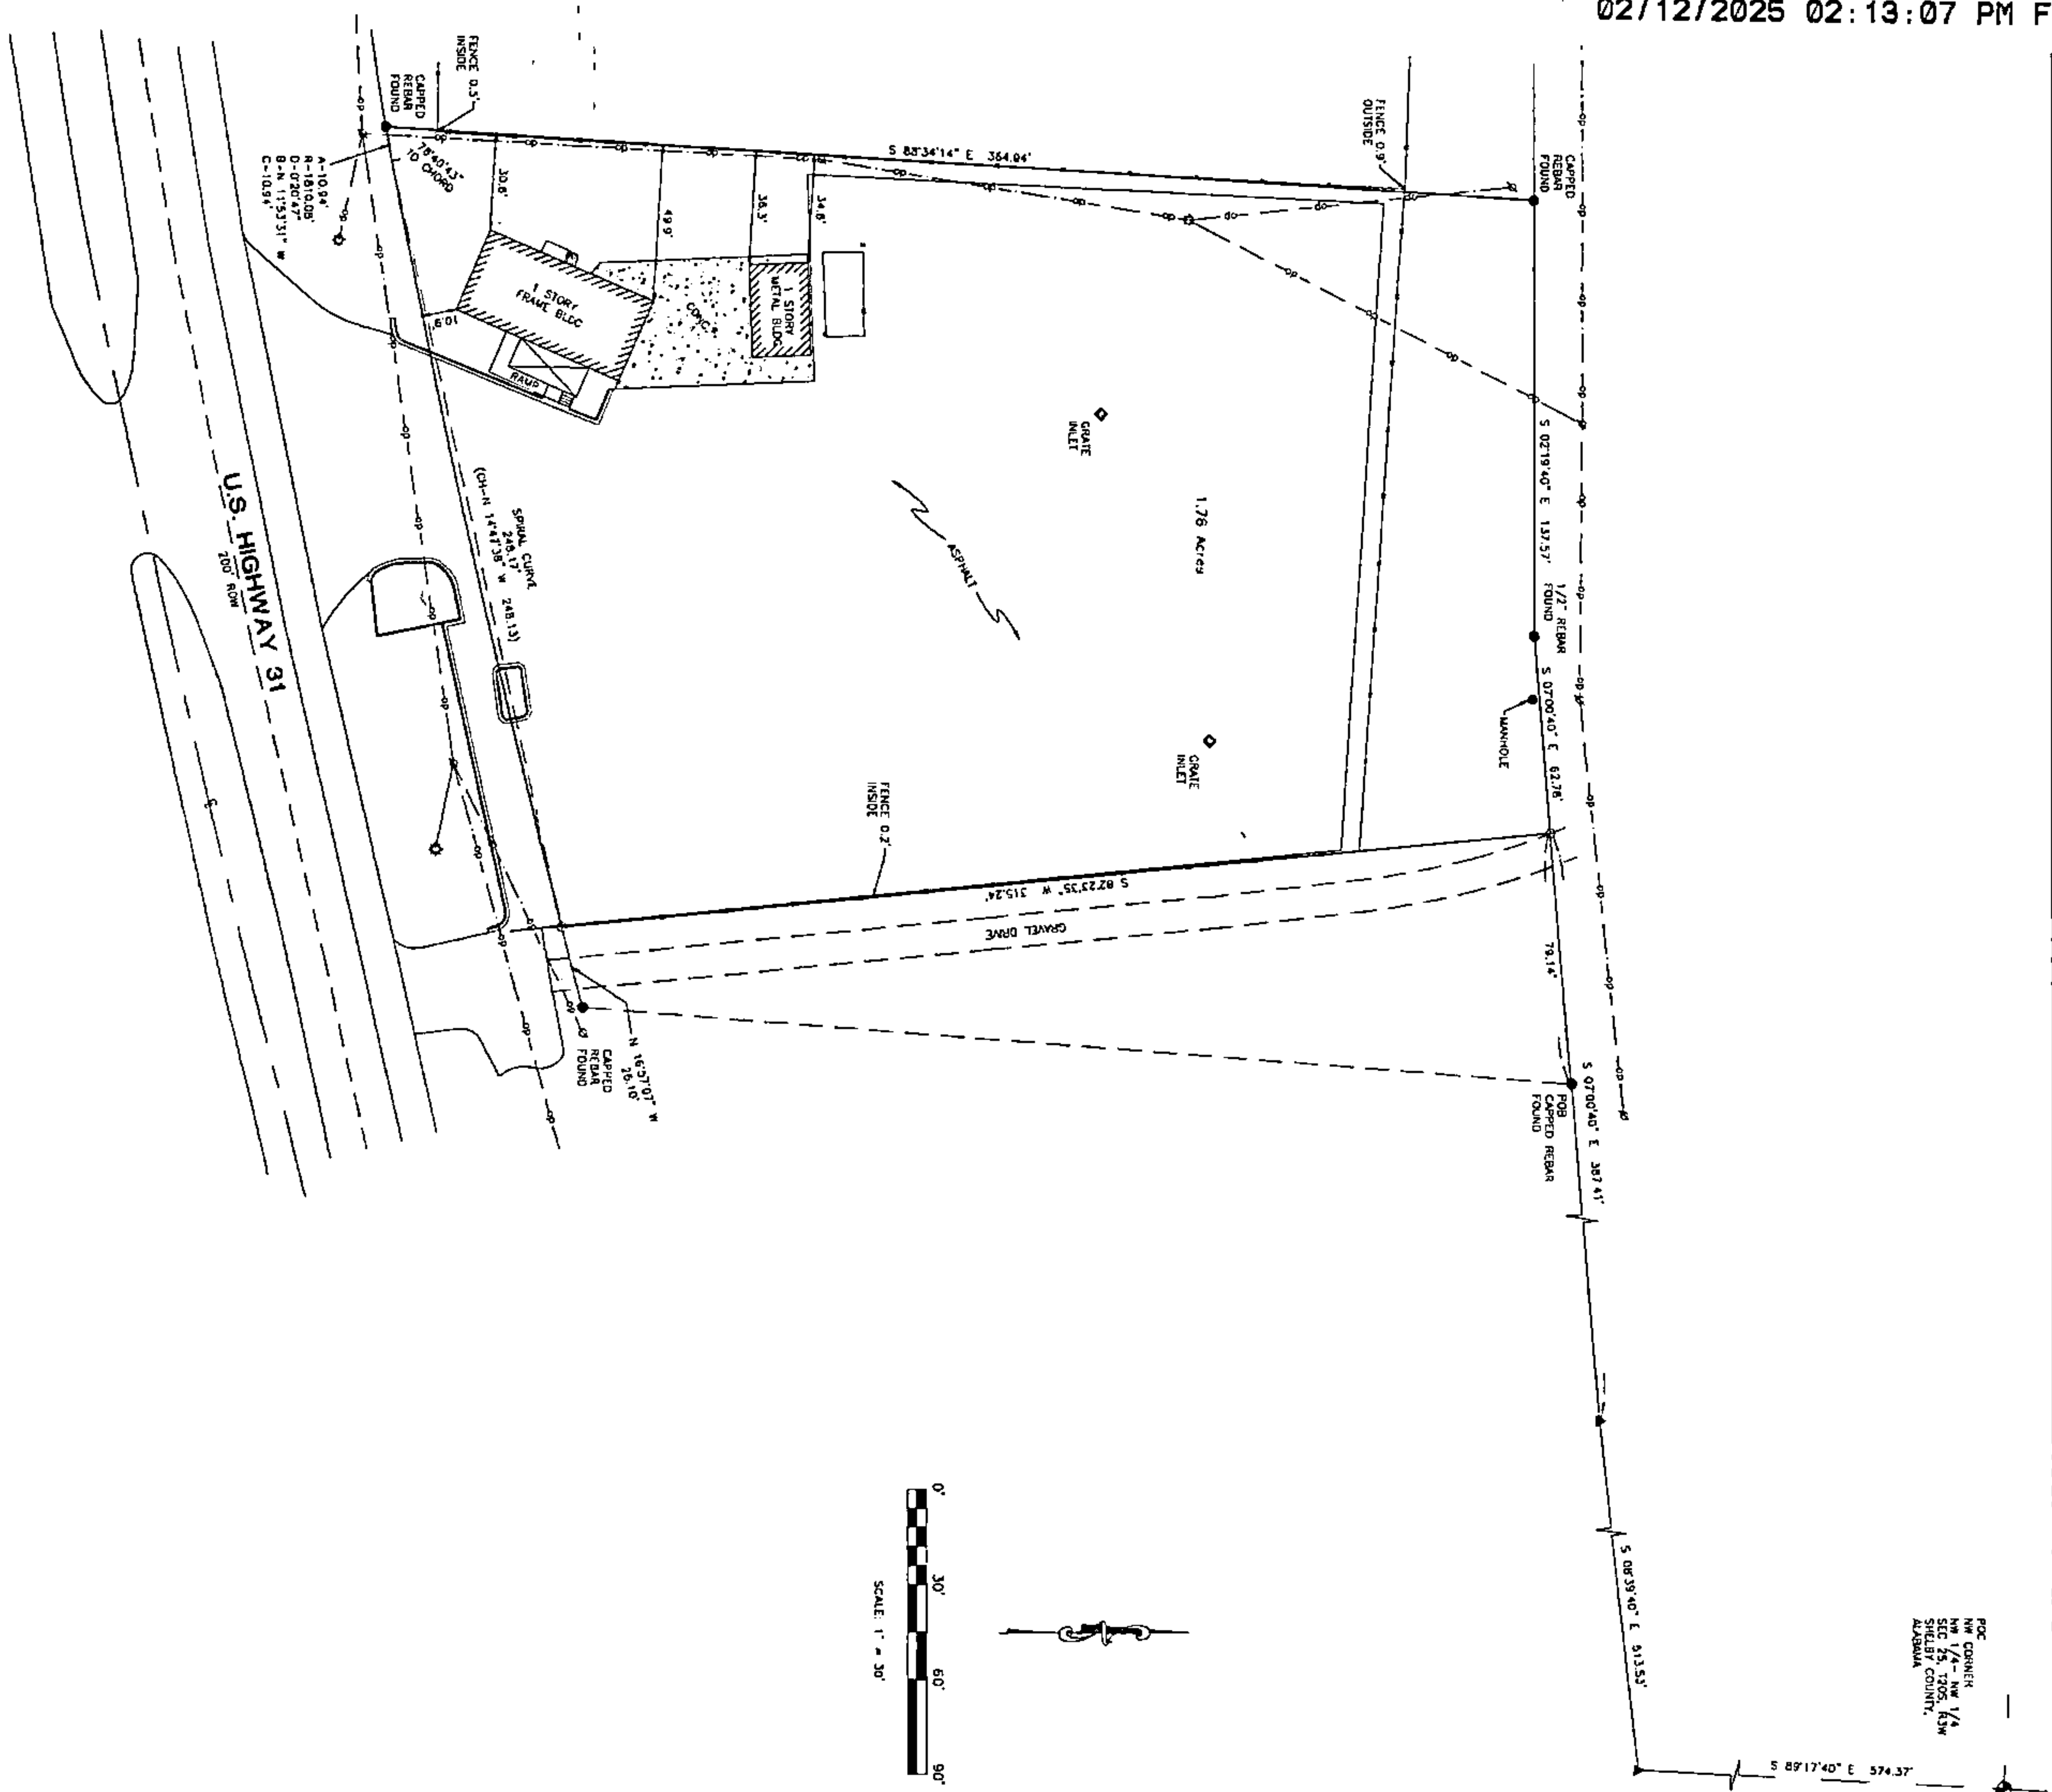 02/12/2025 02:13:07 PM F
FENCE 0.5'
INSIDE
CAPPED
REBAR
FOUND
78°40'43"
TO CHORD
A-10.94'
R-1810.08'
D-0°20'47"
B-N 11°53'31" W
C-10.94'
S 88°34'14" E 364.04'
FENCE 0.9'
OUTSIDE
CAPPED
REBAR
FOUND
30.8'
49.9'
36.3'
34.6'
1 STORY
FRAME BLDG
CONC.
1 STORY
METAL BLDG
10.9'
RAMP
GRATE
INLET
S 02°19'40" E 137.57'
1.76 Acres
ASPHALT
SPIRAL CURVE
248.17'
(CH-N 14°47'38" W 248.13)
U.S. HIGHWAY 31
200' ROW
1/2" REBAR
FOUND
S 07°00'40" E 62.78'
MANHOLE
GRATE
INLET
FENCE 0.2'
INSIDE
S 82°23'35" W 315.24'
GRAVEL DRIVE
79.14'
N 16°57'07" W
26.10'
CAPPED
REBAR
FOUND
POB
CAPPED REBAR
FOUND
S 07°00'40" E 387.41'
0'
30'
60'
90'
SCALE: 1" = 30'
S 08°39'40" E 513.53'
POC
NW CORNER
NW 1/4- NW 1/4
SEC 25, T20S, R3W
SHELBY COUNTY,
ALABAMA
S 89°17'40" E 574.37'